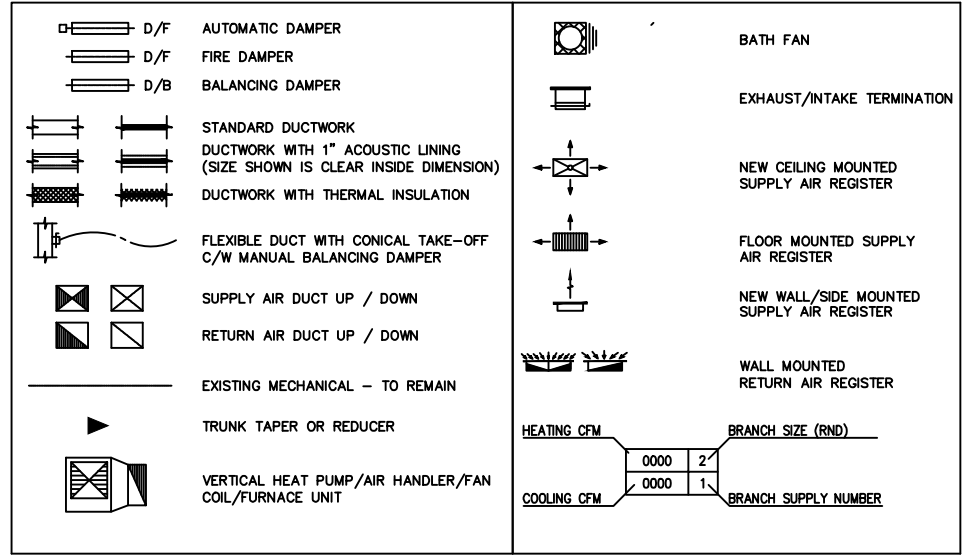 D/F AUTOMATIC DAMPER
D/F FIRE DAMPER
D/B BALANCING DAMPER
STANDARD DUCTWORK
DUCTWORK WITH 1" ACOUSTIC LINING
(SIZE SHOWN IS CLEAR INSIDE DIMENSION)
DUCTWORK WITH THERMAL INSULATION
FLEXIBLE DUCT WITH CONICAL TAKE-OFF
C/W MANUAL BALANCING DAMPER
SUPPLY AIR DUCT UP / DOWN
RETURN AIR DUCT UP / DOWN
EXISTING MECHANICAL – TO REMAIN
TRUNK TAPER OR REDUCER
VERTICAL HEAT PUMP/AIR HANDLER/FAN
COIL/FURNACE UNIT
BATH FAN
EXHAUST/INTAKE TERMINATION
NEW CEILING MOUNTED
SUPPLY AIR REGISTER
FLOOR MOUNTED SUPPLY
AIR REGISTER
NEW WALL/SIDE MOUNTED
SUPPLY AIR REGISTER
WALL MOUNTED
RETURN AIR REGISTER
HEATING CFM BRANCH SIZE (RND)
0000 2
0000 1
COOLING CFM BRANCH SUPPLY NUMBER